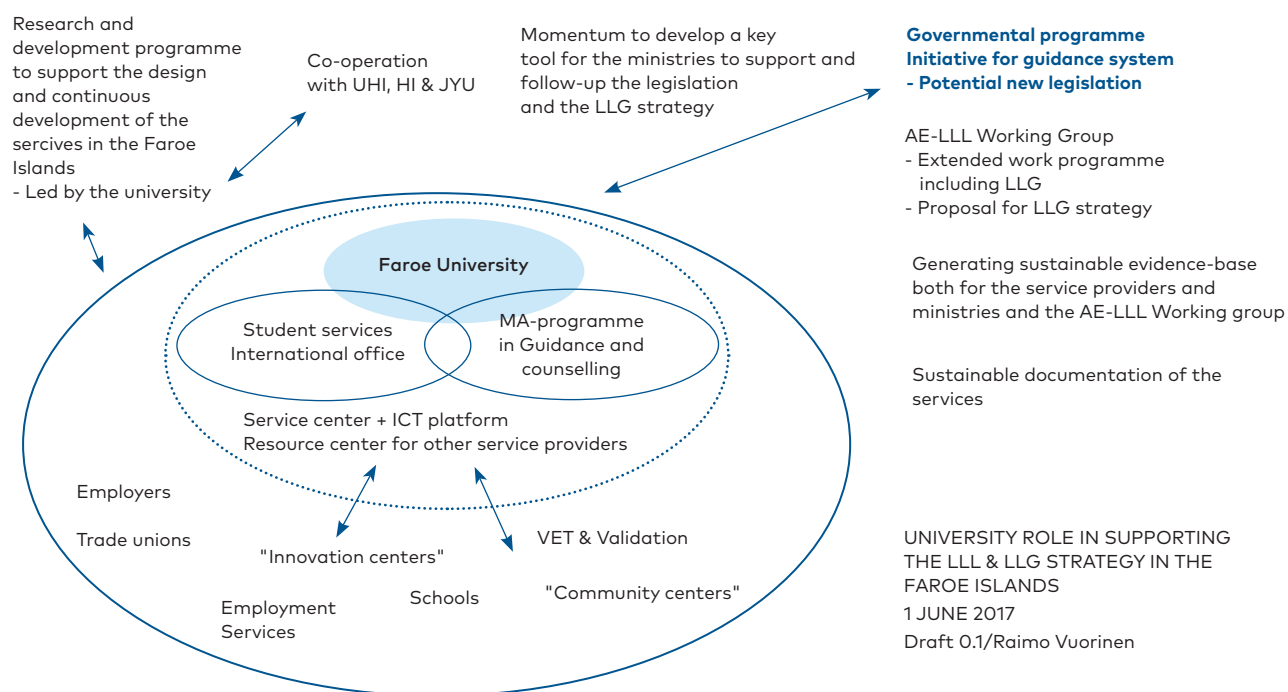 Research and
development programme
to support the design
and continuous
development of the
sercives in the Faroe
Islands
- Led by the university
Co-operation
with UHI, HI & JYU
Momentum to develop a key
tool for the ministries to support and
follow-up the legislation
and the LLG strategy
Governmental programme
Initiative for guidance system
- Potential new legislation
AE-LLL Working Group
- Extended work programme
including LLG
- Proposal for LLG strategy
Generating sustainable evidence-base
both for the service providers and
ministries and the AE-LLL Working group
Sustainable documentation of the
services
Faroe University
Student services
International office
MA-programme
in Guidance and
counselling
Service center + ICT platform
Resource center for other service providers
Employers
Trade unions
"Innovation centers"
VET & Validation
Employment
Services
Schools
"Community centers"
UNIVERSITY ROLE IN SUPPORTING
THE LLL & LLG STRATEGY IN THE
FAROE ISLANDS
1 JUNE 2017
Draft 0.1/Raimo Vuorinen